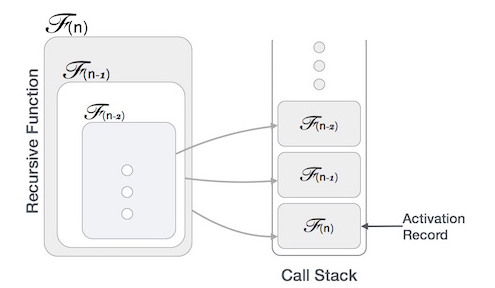 ℱ(n)
ℱ(n-1)
ℱ(n-2)
Recursive Function
ℱ(n-2)
ℱ(n-1)
ℱ(n)
Activation
Record
Call Stack